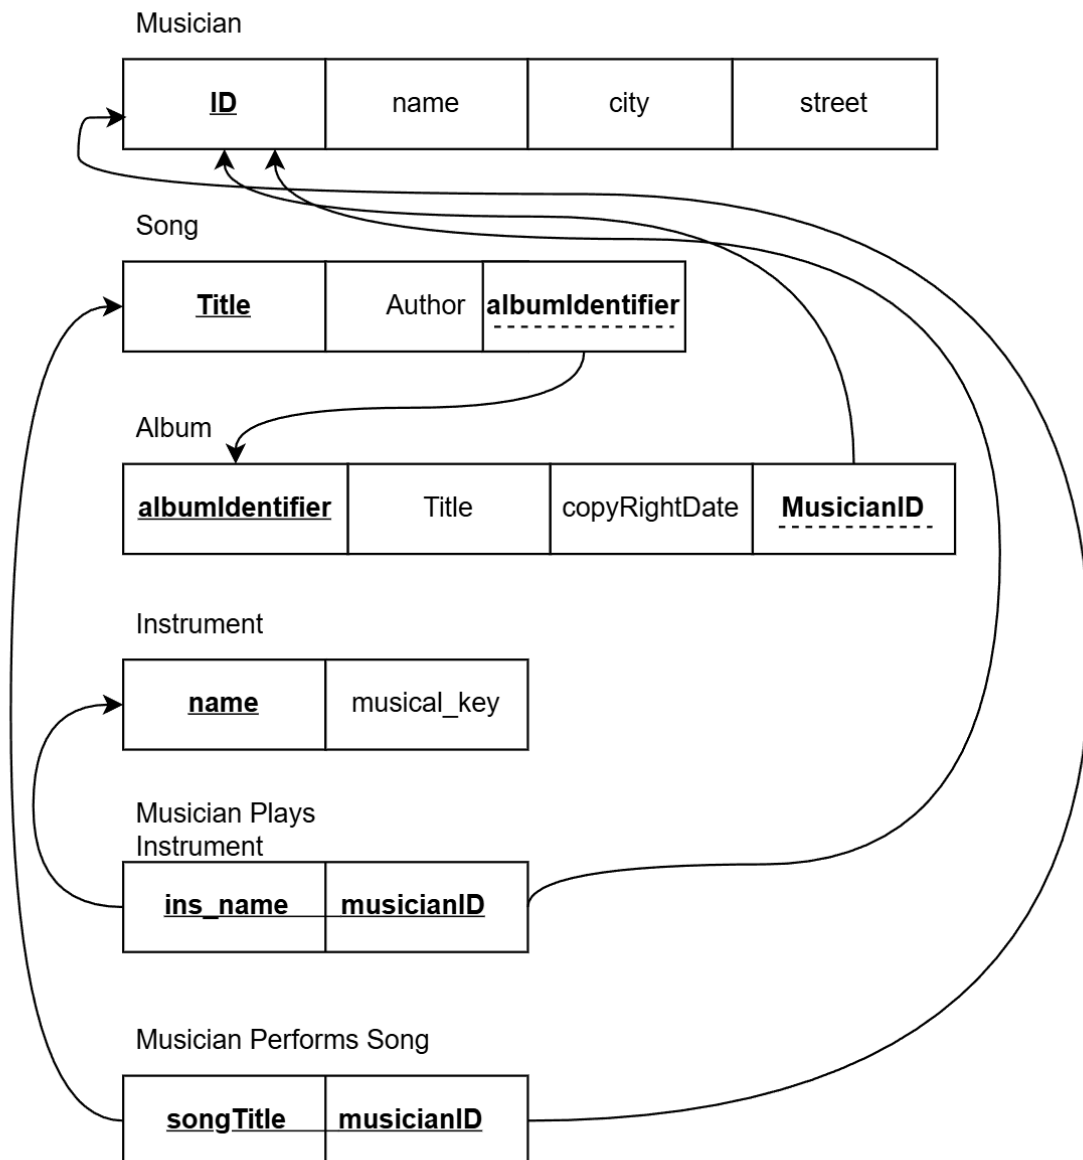 Musician
ID name city street
Song
Title Author albumIdentifier
Album
albumIdentifier Title copyRightDate MusicianID
Instrument
name musical_key
Musician Plays
Instrument
ins_name musicianID
Musician Performs Song
songTitle musicianID